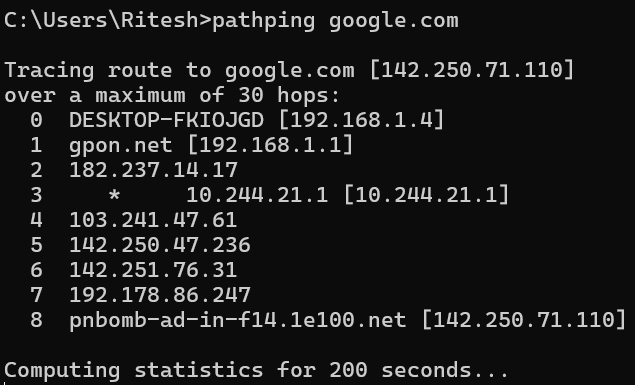 C:\Users\Ritesh>pathping google.com
Tracing route to google.com [142.250.71.110]
over a maximum of 30 hops:
0 DESKTOP-FKIOJGD [192.168.1.4]
1 gpon.net [192.168.1.1]
2 182.237.14.17
3 * 10.244.21.1 [10.244.21.1]
4 103.241.47.61
5 142.250.47.236
6 142.251.76.31
7 192.178.86.247
8 pnbomb-ad-in-f14.1e100.net [142.250.71.110]
Computing statistics for 200 seconds...